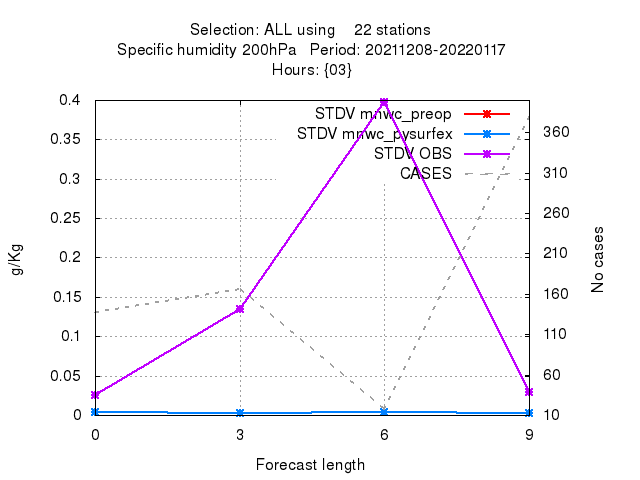 Selection: ALL using 22 stations
Specific humidity 200hPa Period: 20211208-20220117
Hours: {03}
STDV mnwc_preop
STDV mnwc_pysurfex
STDV OBS
CASES
0.4
0.35
0.3
0.25
0.2
0.15
0.1
0.05
0
g/Kg
360
310
260
210
160
110
60
10
No cases
0 3 6 9
Forecast length